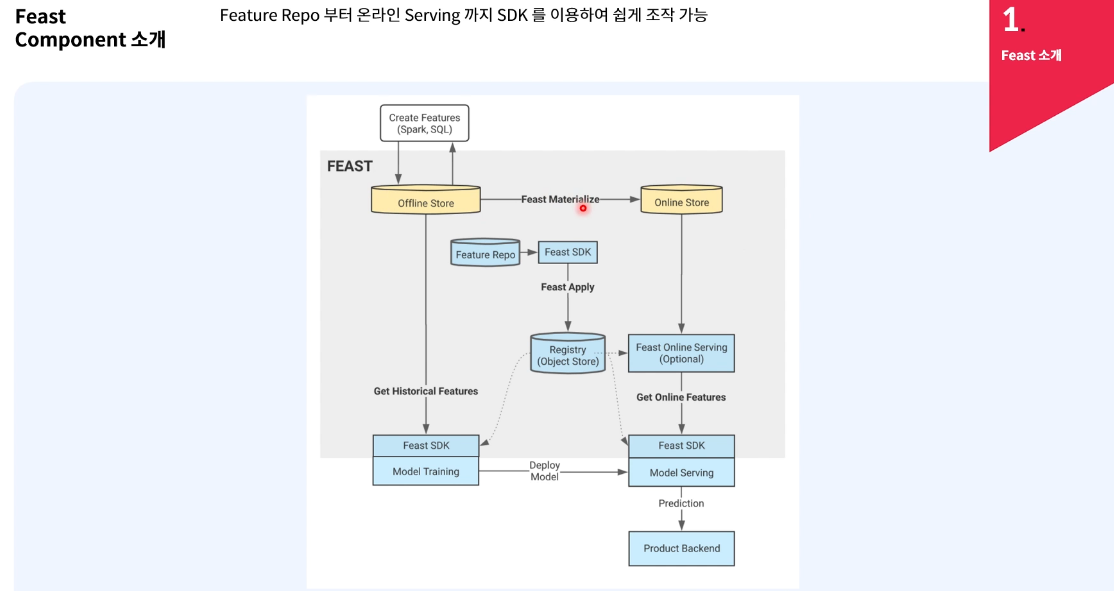 Feast
Component 소개
Feature Repo 부터 온라인 Serving 까지 SDK 를 이용하여 쉽게 조작 가능
1.
Feast 소개
Create Features
(Spark, SQL)
FEAST
Offline Store
Feast Materialize
Online Store
Feature Repo
Feast SDK
Feast Apply
Registry
(Object Store)
Feast Online Serving
(Optional)
Get Historical Features
Get Online Features
Feast SDK
Feast SDK
Model Training
Deploy
Model
Model Serving
Prediction
Product Backend